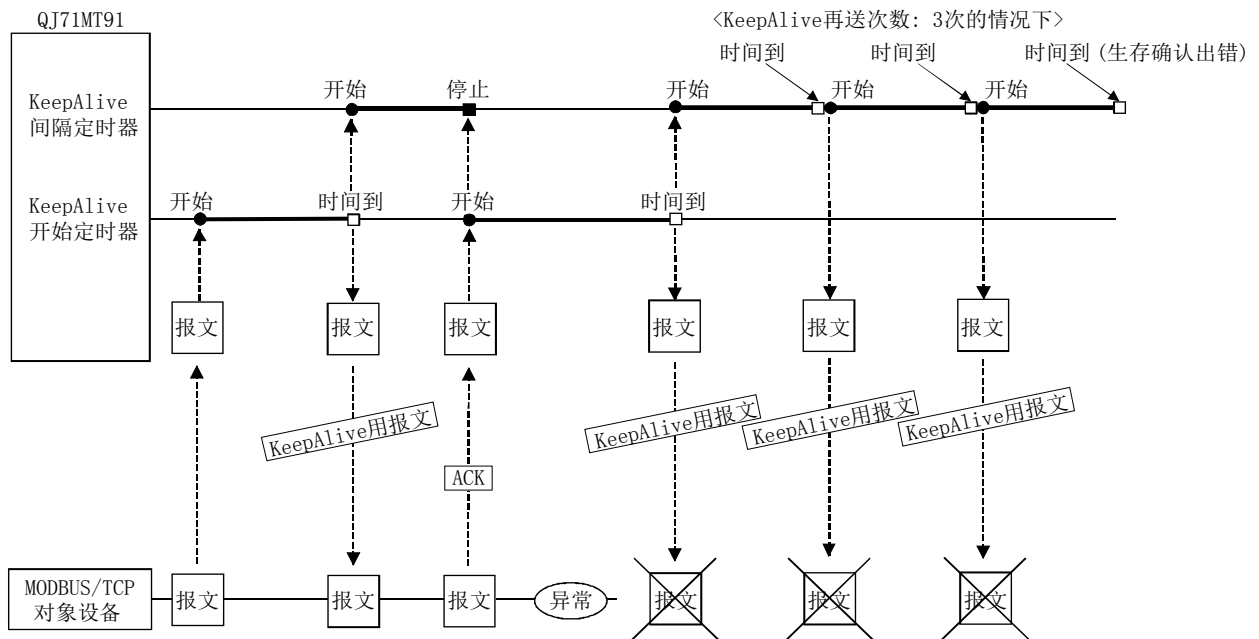 QJ71MT91
<KeepAlive再送次数: 3次的情况下>
时间到
时间到
时间到 (生存确认出错)
开始
停止
开始
开始
开始
KeepAlive
间隔定时器
KeepAlive
开始定时器
开始
时间到
开始
时间到
报文
报文
报文
报文
报文
报文
KeepAlive用报文
KeepAlive用报文
KeepAlive用报文
KeepAlive用报文
ACK
MODBUS/TCP
对象设备
报文
报文
报文
异常
报文
报文
报文